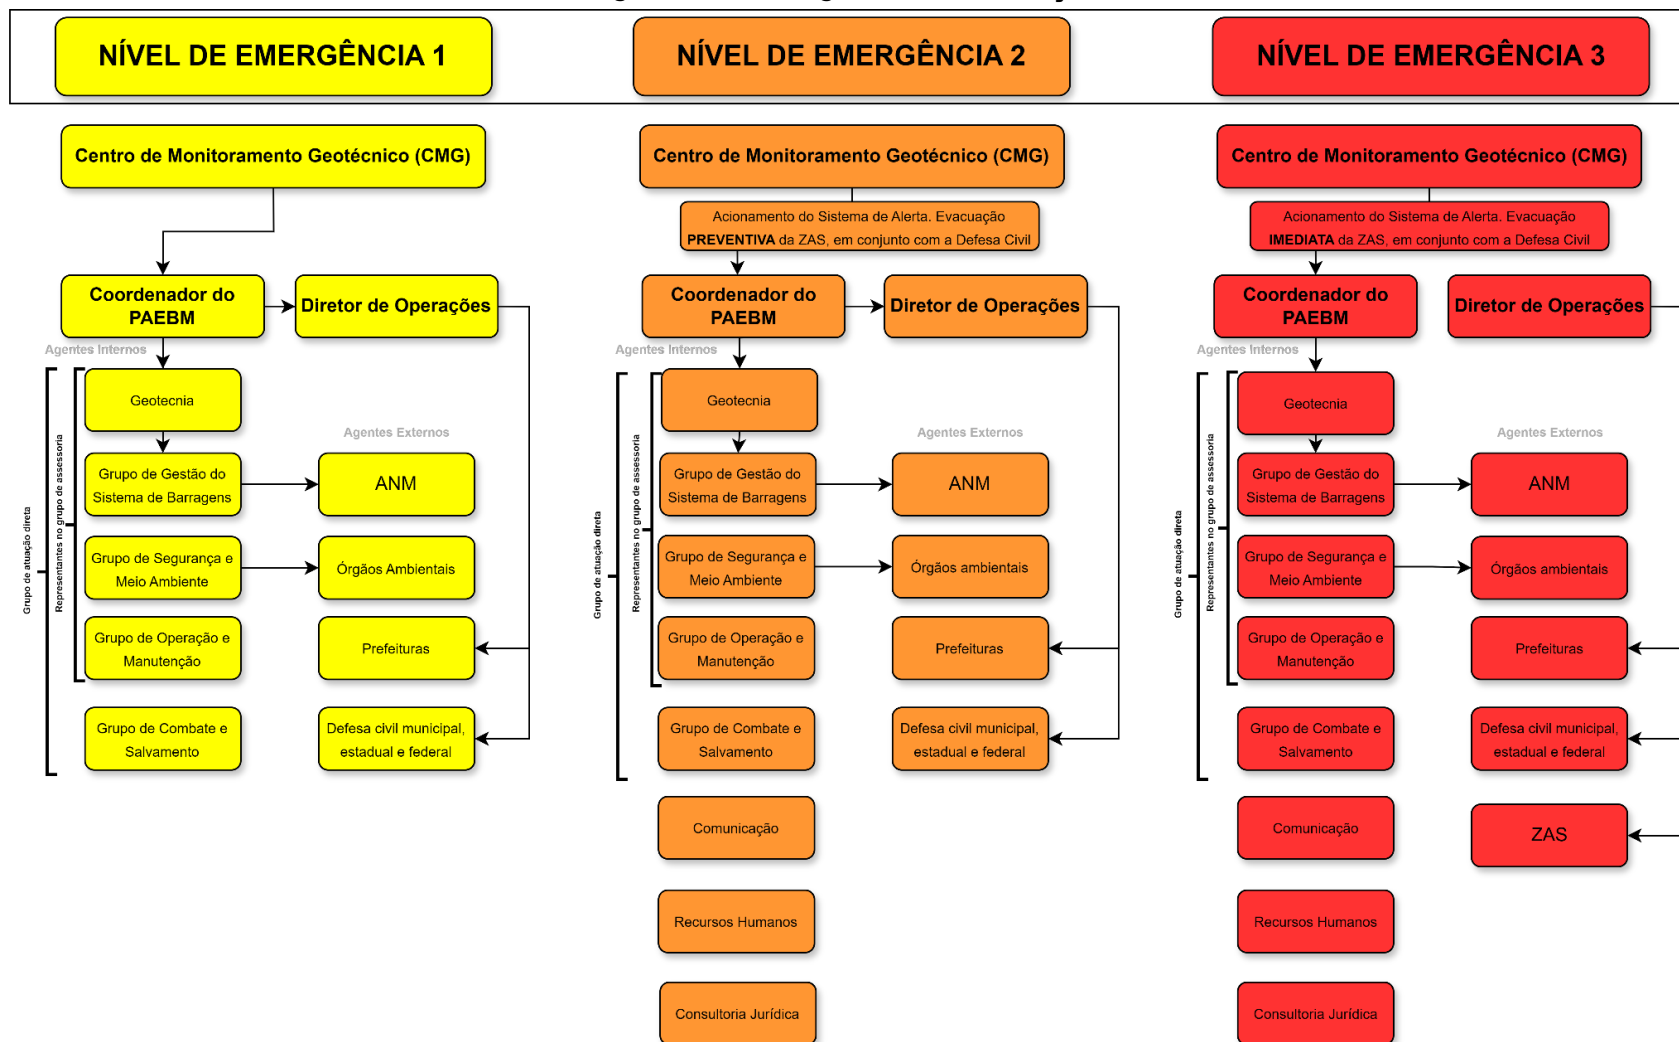 NÍVEL DE EMERGÊNCIA 1
NÍVEL DE EMERGÊNCIA 2
NÍVEL DE EMERGÊNCIA 3
Centro de Monitoramento Geotécnico (CMG)
Coordenador do
PAEBM
Diretor de Operações
Agentes Internos
Grupo de atuação direta
Representantes no grupo de assessoria
Geotecnia
Grupo de Gestão do
Sistema de Barragens
Grupo de Segurança e
Meio Ambiente
Grupo de Operação e
Manutenção
Grupo de Combate e
Salvamento
Agentes Externos
ANM
Órgãos Ambientais
Prefeituras
Defesa civil municipal,
estadual e federal
Centro de Monitoramento Geotécnico (CMG)
Acionamento do Sistema de Alerta. Evacuação
PREVENTIVA da ZAS, em conjunto com a Defesa Civil
Coordenador do
PAEBM
Diretor de Operações
Agentes Internos
Grupo de atuação direta
Representantes no grupo de assessoria
Geotecnia
Grupo de Gestão do
Sistema de Barragens
Grupo de Segurança e
Meio Ambiente
Grupo de Operação e
Manutenção
Grupo de Combate e
Salvamento
Comunicação
Recursos Humanos
Consultoria Jurídica
Agentes Externos
ANM
Órgãos ambientais
Prefeituras
Defesa civil municipal,
estadual e federal
Centro de Monitoramento Geotécnico (CMG)
Acionamento do Sistema de Alerta. Evacuação
IMEDIATA da ZAS, em conjunto com a Defesa Civil
Coordenador do
PAEBM
Diretor de Operações
Agentes Internos
Grupo de atuação direta
Representantes no grupo de assessoria
Geotecnia
Grupo de Gestão do
Sistema de Barragens
Grupo de Segurança e
Meio Ambiente
Grupo de Operação e
Manutenção
Grupo de Combate e
Salvamento
Comunicação
Recursos Humanos
Consultoria Jurídica
Agentes Externos
ANM
Órgãos ambientais
Prefeituras
Defesa civil municipal,
estadual e federal
ZAS